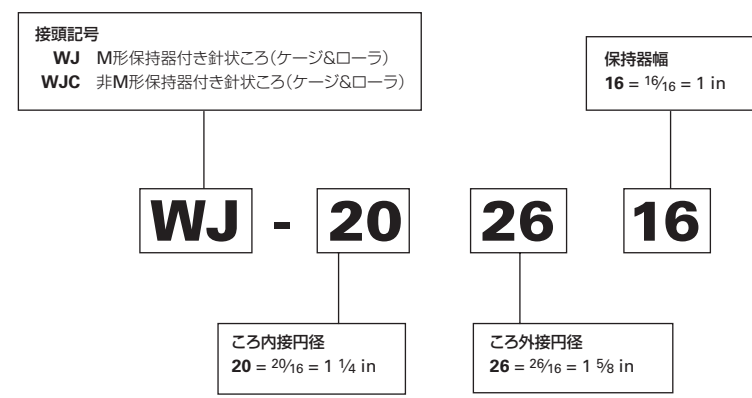 接頭記号
WJ M形保持器付き針状ころ(ケージ&ローラ)
WJC 非M形保持器付き針状ころ(ケージ&ローラ)
保持器幅
16 = 16/16 = 1 in
WJ - 20 26 16
ころ内接円径
20 = 20/16 = 1 1/4 in
ころ外接円径
26 = 26/16 = 1 5/8 in